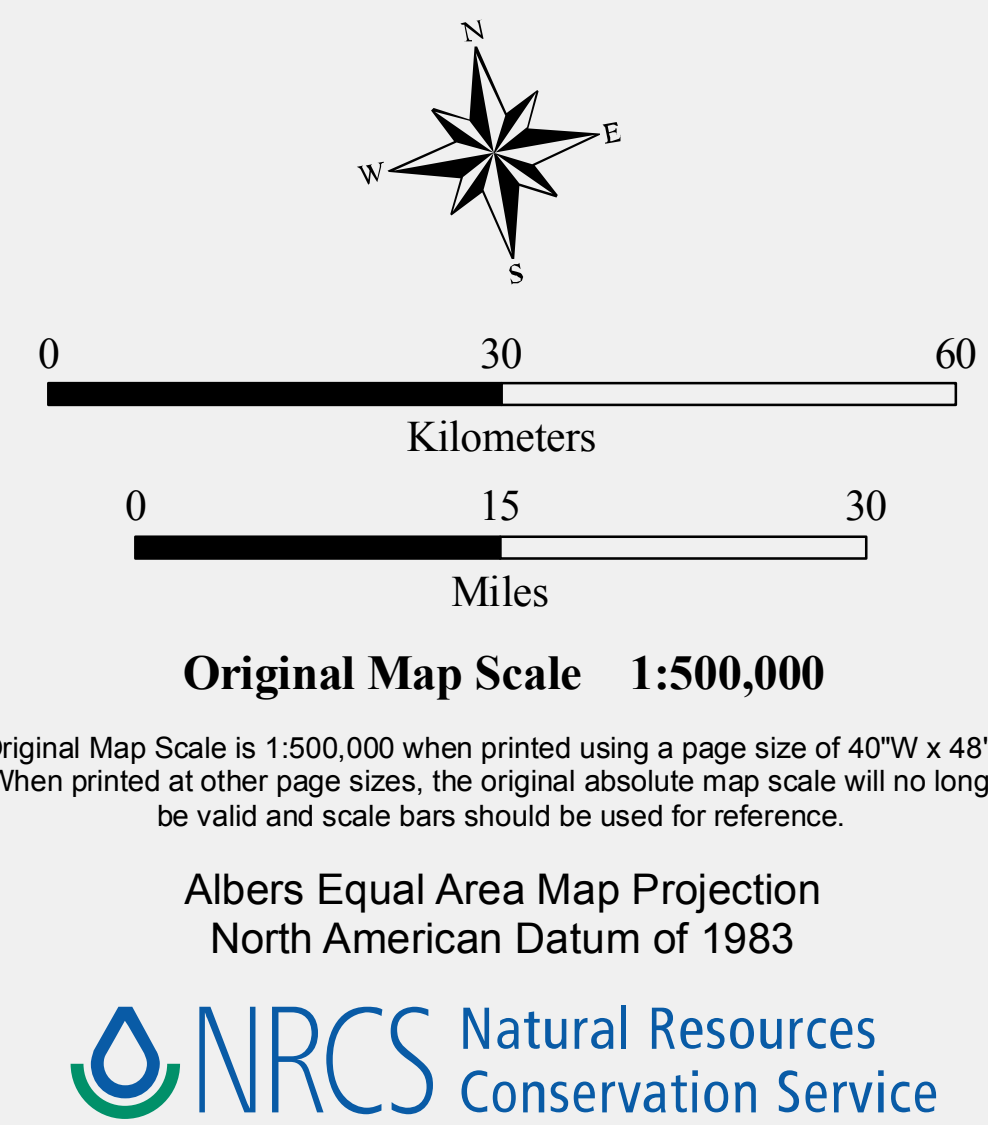 N
W E
S
0 30 60
Kilometers
0 15 30
Miles
Original Map Scale 1:500,000
Original Map Scale is 1:500,000 when printed using a page size of 40"W x 48"
When printed at other page sizes, the original absolute map scale will no long
be valid and scale bars should be used for reference.
Albers Equal Area Map Projection
North American Datum of 1983
NRCS Natural Resources
Conservation Service